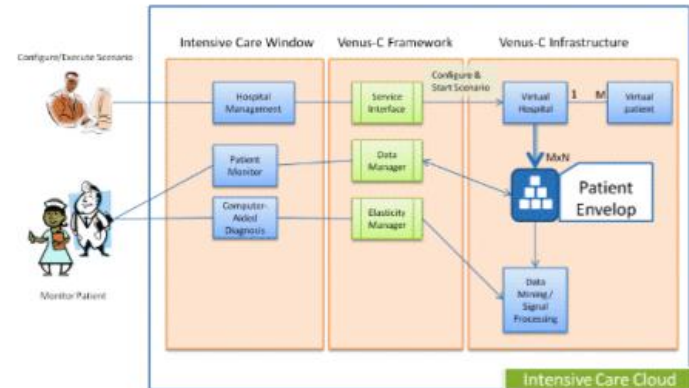 Intensive Care Window
Venus-C Framework
Venus-C Infrastructure
Configure/Execute Scenario
Configure &
Start Scenario
Hospital
Management
Service
Interface
Virtual
Hospital
1
M
Virtual
patient
MxN
Patient
Monitor
Data
Manager
Patient
Envelop
Computer-
Aided
Diagnosis
Elasticity
Manager
Monitor Patient
Data
Mining/
Signal
Processing
Intensive Care Cloud